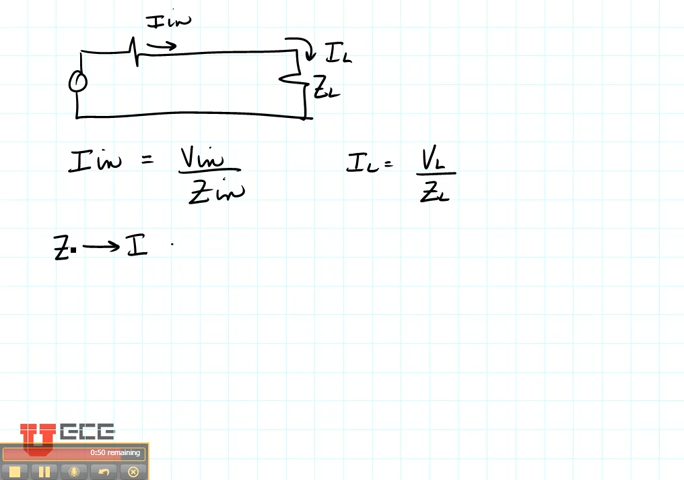 Iin
IL
ZL
Iin = Vin / Zin
IL = VL / ZL
Z. → I
U ECE
0:50 remaining